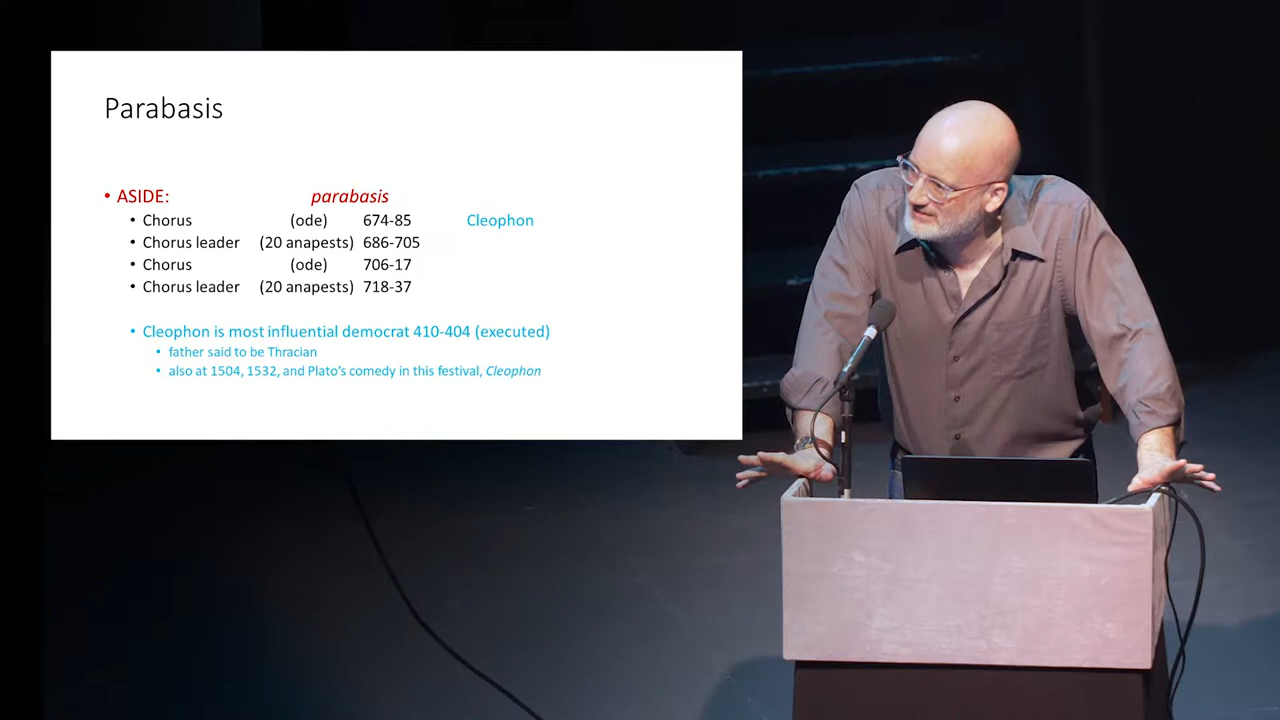 Parabasis
• ASIDE: parabasis
• Chorus (ode) 674-85 Cleophon
• Chorus leader (20 anapests) 686-705
• Chorus (ode) 706-17
• Chorus leader (20 anapests) 718-37
• Cleophon is most influential democrat 410-404 (executed)
• father said to be Thracian
• also at 1504, 1532, and Plato's comedy in this festival, Cleophon